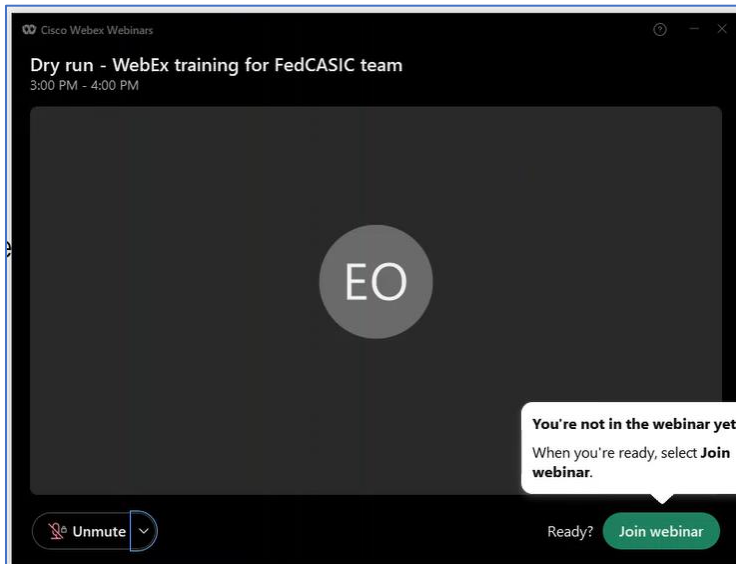 Cisco Webex Webinars
Dry run - WebEx training for FedCASIC team
3:00 PM - 4:00 PM
EO
You're not in the webinar yet
When you're ready, select Join
webinar.
Unmute
Ready?
Join webinar